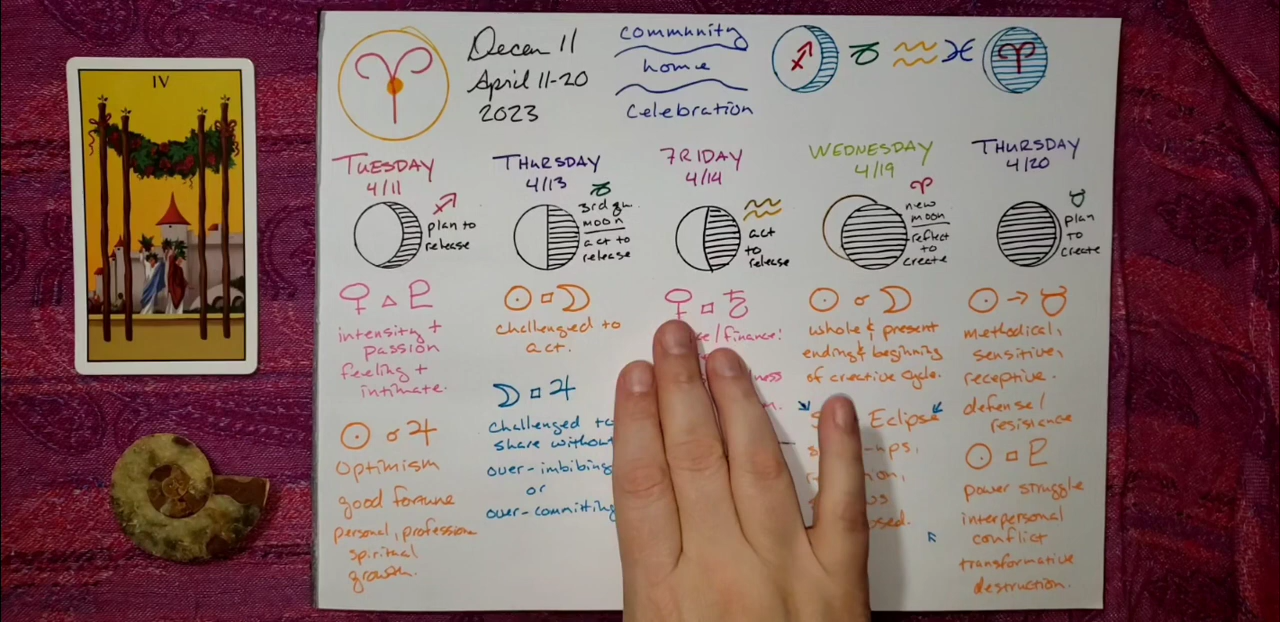 IV
Decan 11
April 11-20
2023
community
home
celebration
TUESDAY
4/11
plan to
release
intensity +
passion
feeling +
intimate.
optimism
good fortune
personal, professional
spiritual
growth.
THURSDAY
4/13
3rd qu.
moon
act to
release
challenged to
act.
challenged to
share without
over-imbibing
or
over-committing
FRIDAY
4/14
act
to
release
/finance!
WEDNESDAY
4/19
new
moon
reflect
to
create
whole & present
ending & beginning
of creative cycle.
Eclipse
THURSDAY
4/20
plan
to
create
methodical,
sensitive,
receptive.
defense/
resistance
power struggle
interpersonal
conflict
transformative
destruction.